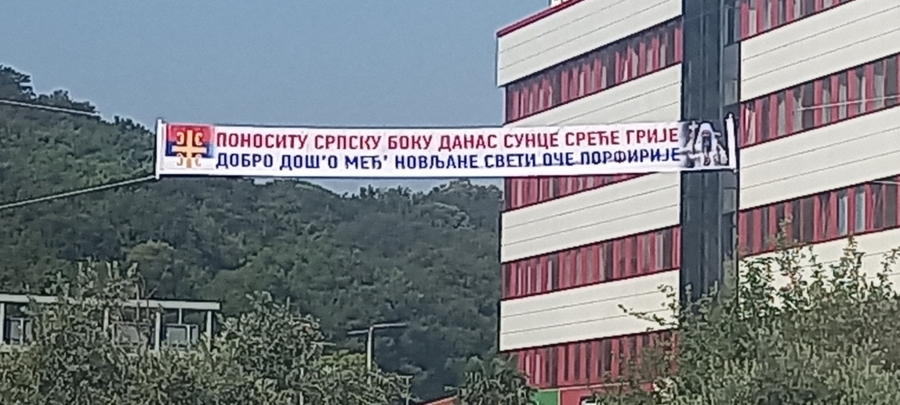 ПОНОСИТУ СРПСКУ БОКУ ДАНАС СУНЦЕ СРЕЋЕ ГРИЈЕ
ДОБРО ДОШ'О МЕЂ' НОВЉАНЕ СВЕТИ ОЧЕ ПОРФИРИЈЕ